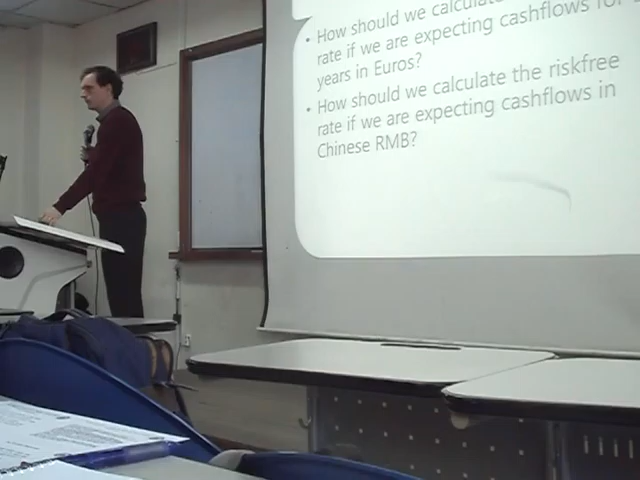 • How should we calculate
rate if we are expecting cashflows for
years in Euros?
• How should we calculate the riskfree
rate if we are expecting cashflows in
Chinese RMB?